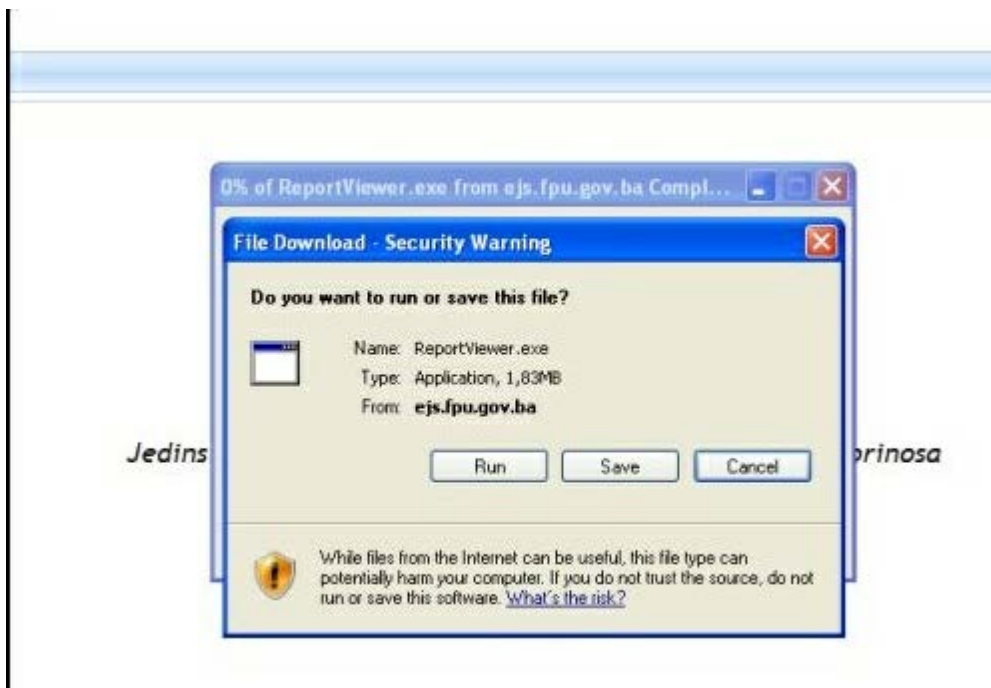 0% of ReportViewer.exe from ejs.fpu.gov.ba Compl...
File Download - Security Warning
Do you want to run or save this file?
Name: ReportViewer.exe
Type: Application, 1,83MB
From: ejs.fpu.gov.ba
Jedins
prinosa
Run Save Cancel
While files from the Internet can be useful, this file type can
potentially harm your computer. If you do not trust the source, do not
run or save this software. What's the risk?